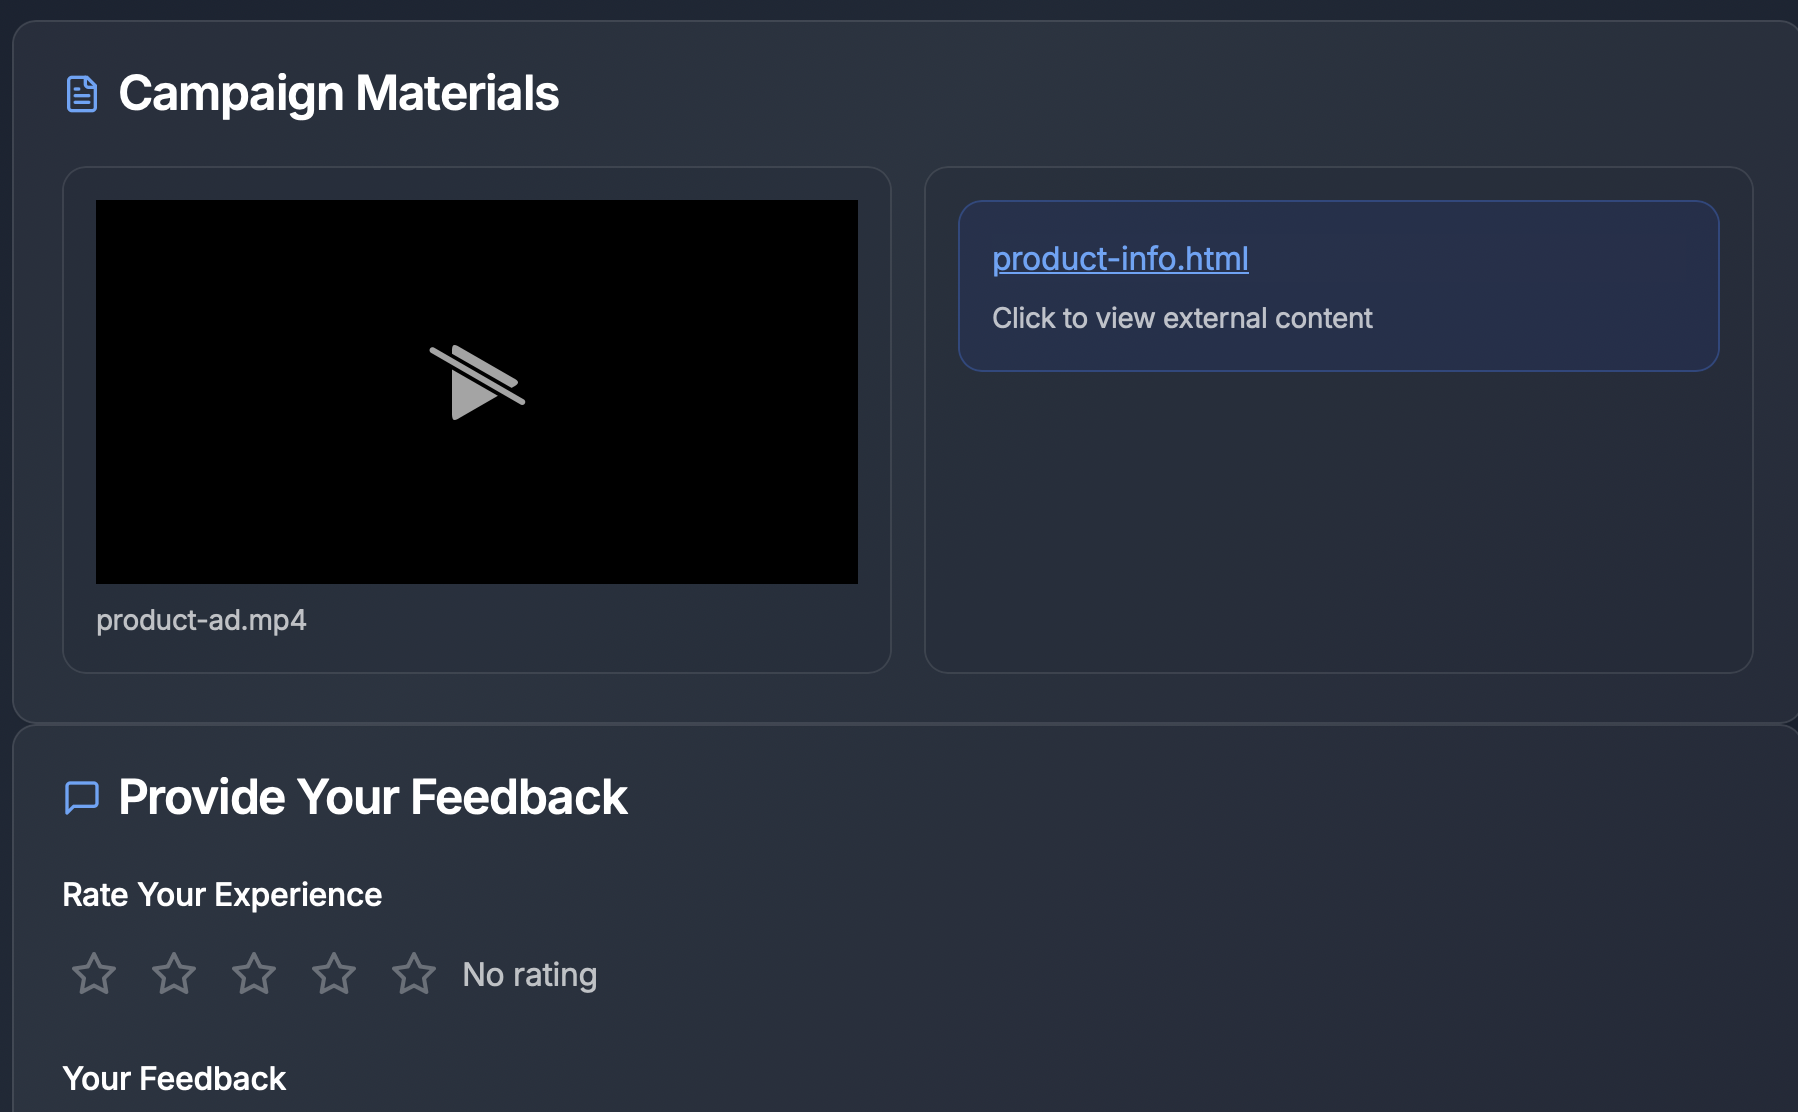 Campaign Materials
product-ad.mp4
product-info.html
Click to view external content
Provide Your Feedback
Rate Your Experience
No rating
Your Feedback